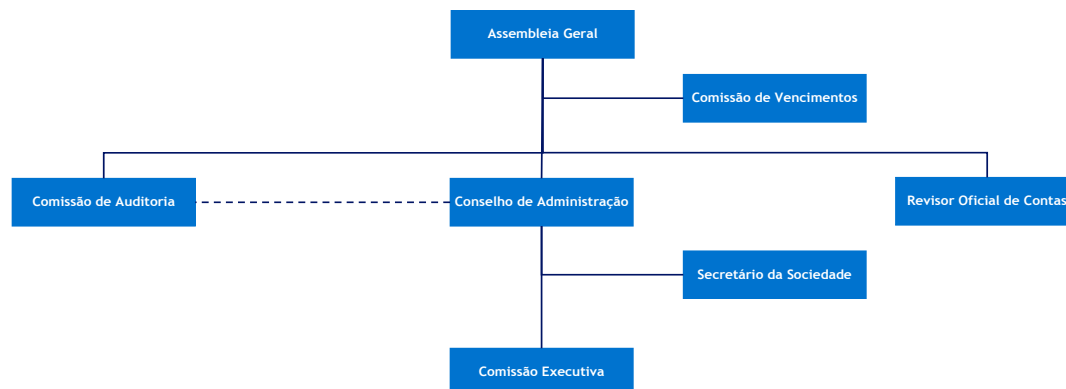 Assembleia Geral
Comissão de Vencimentos
Comissão de Auditoria
Conselho de Administração
Revisor Oficial de Contas
Secretário da Sociedade
Comissão Executiva